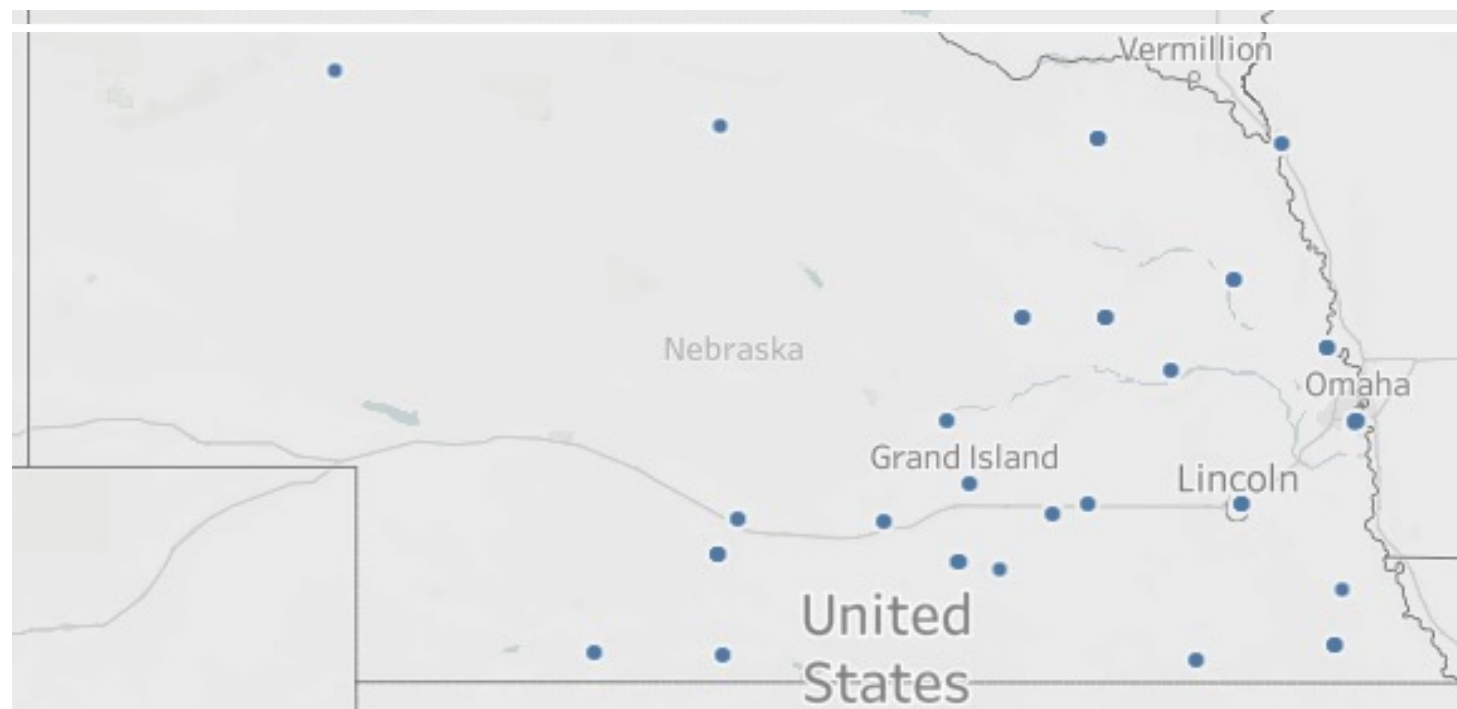 Vermillion
Nebraska
Omaha
Grand Island
Lincoln
United
States